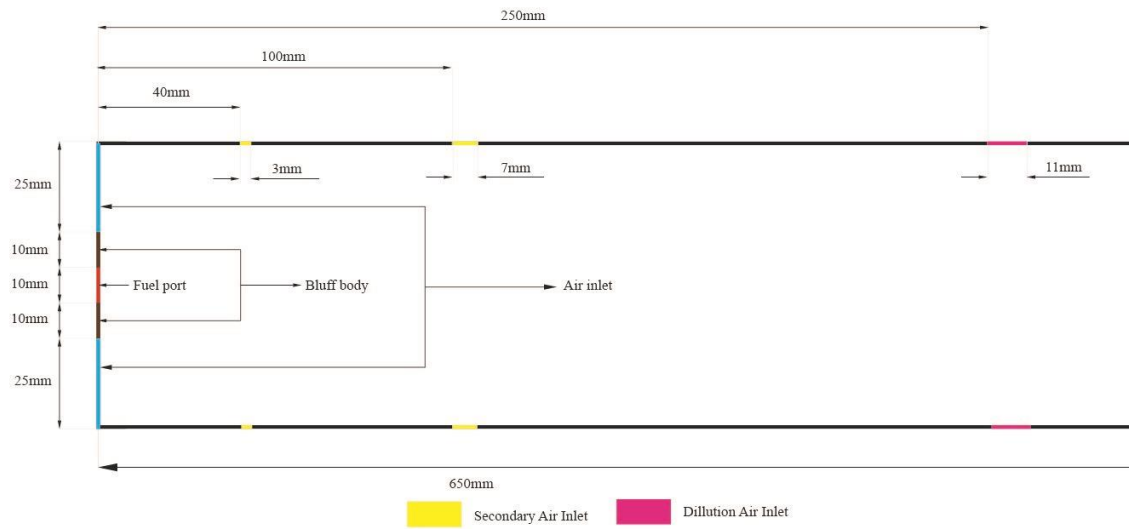 250mm
100mm
40mm
3mm
7mm
11mm
25mm
10mm
10mm
Fuel port
Bluff body
Air inlet
10mm
25mm
650mm
Secondary Air Inlet
Dillution Air Inlet